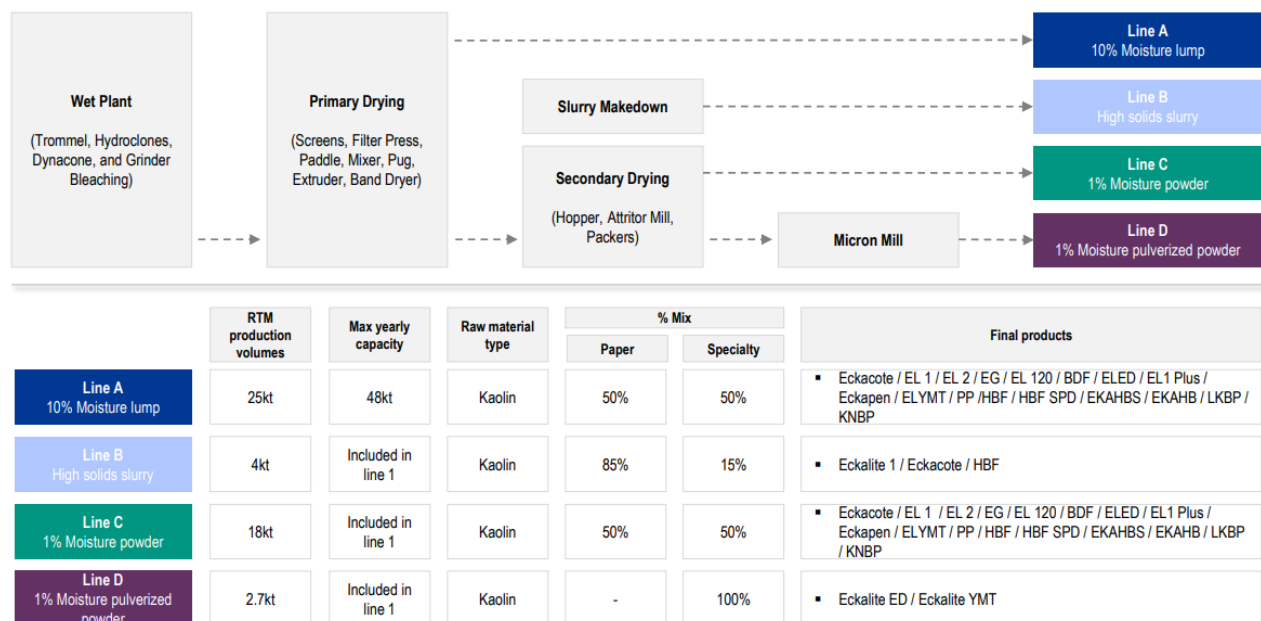 Wet Plant
(Trommel, Hydroclones,
Dynacone, and Grinder
Bleaching)
Primary Drying
(Screens, Filter Press,
Paddle, Mixer, Pug,
Extruder, Band Dryer)
Slurry Makedown
Secondary Drying
(Hopper, Attritor Mill,
Packers)
Micron Mill
Line A
10% Moisture lump
Line B
High solids slurry
Line C
1% Moisture powder
Line D
1% Moisture pulverized powder
RTM
production
volumes
Max yearly
capacity
Raw material
type
% Mix
Paper
Specialty
Final products
Line A
10% Moisture lump
25kt
48kt
Kaolin
50%
50%
▪ Eckacote / EL 1 / EL 2 / EG / EL 120 / BDF / ELED / EL1 Plus /
Eckapen / ELYMT / PP /HBF / HBF SPD / EKAHBS / EKAHB / LKBP /
KNBP
Line B
High solids slurry
4kt
Included in
line 1
Kaolin
85%
15%
▪ Eckalite 1 / Eckacote / HBF
Line C
1% Moisture powder
18kt
Included in
line 1
Kaolin
50%
50%
▪ Eckacote / EL 1 / EL 2 / EG / EL 120 / BDF / ELED / EL1 Plus /
Eckapen / ELYMT / PP / HBF / HBF SPD / EKAHBS / EKAHB / LKBP
/ KNBP
Line D
1% Moisture pulverized
powder
2.7kt
Included in
line 1
Kaolin
-
100%
▪ Eckalite ED / Eckalite YMT